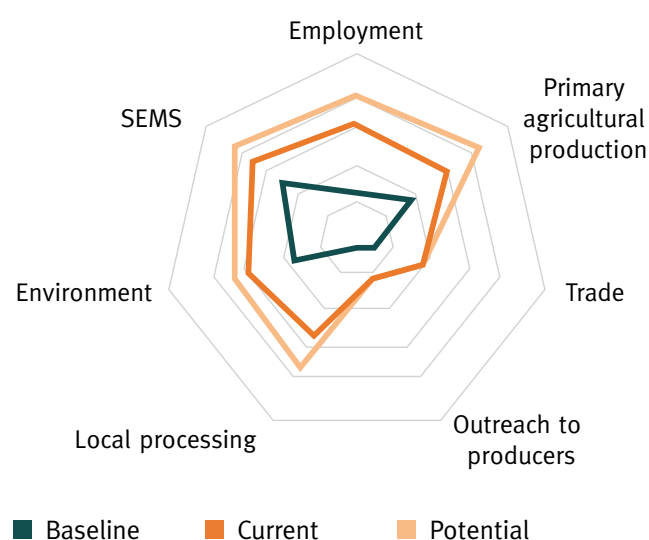 Employment
Primary
agricultural
production
SEMS
Environment
Trade
Local processing
Outreach to
producers
Baseline
Current
Potential